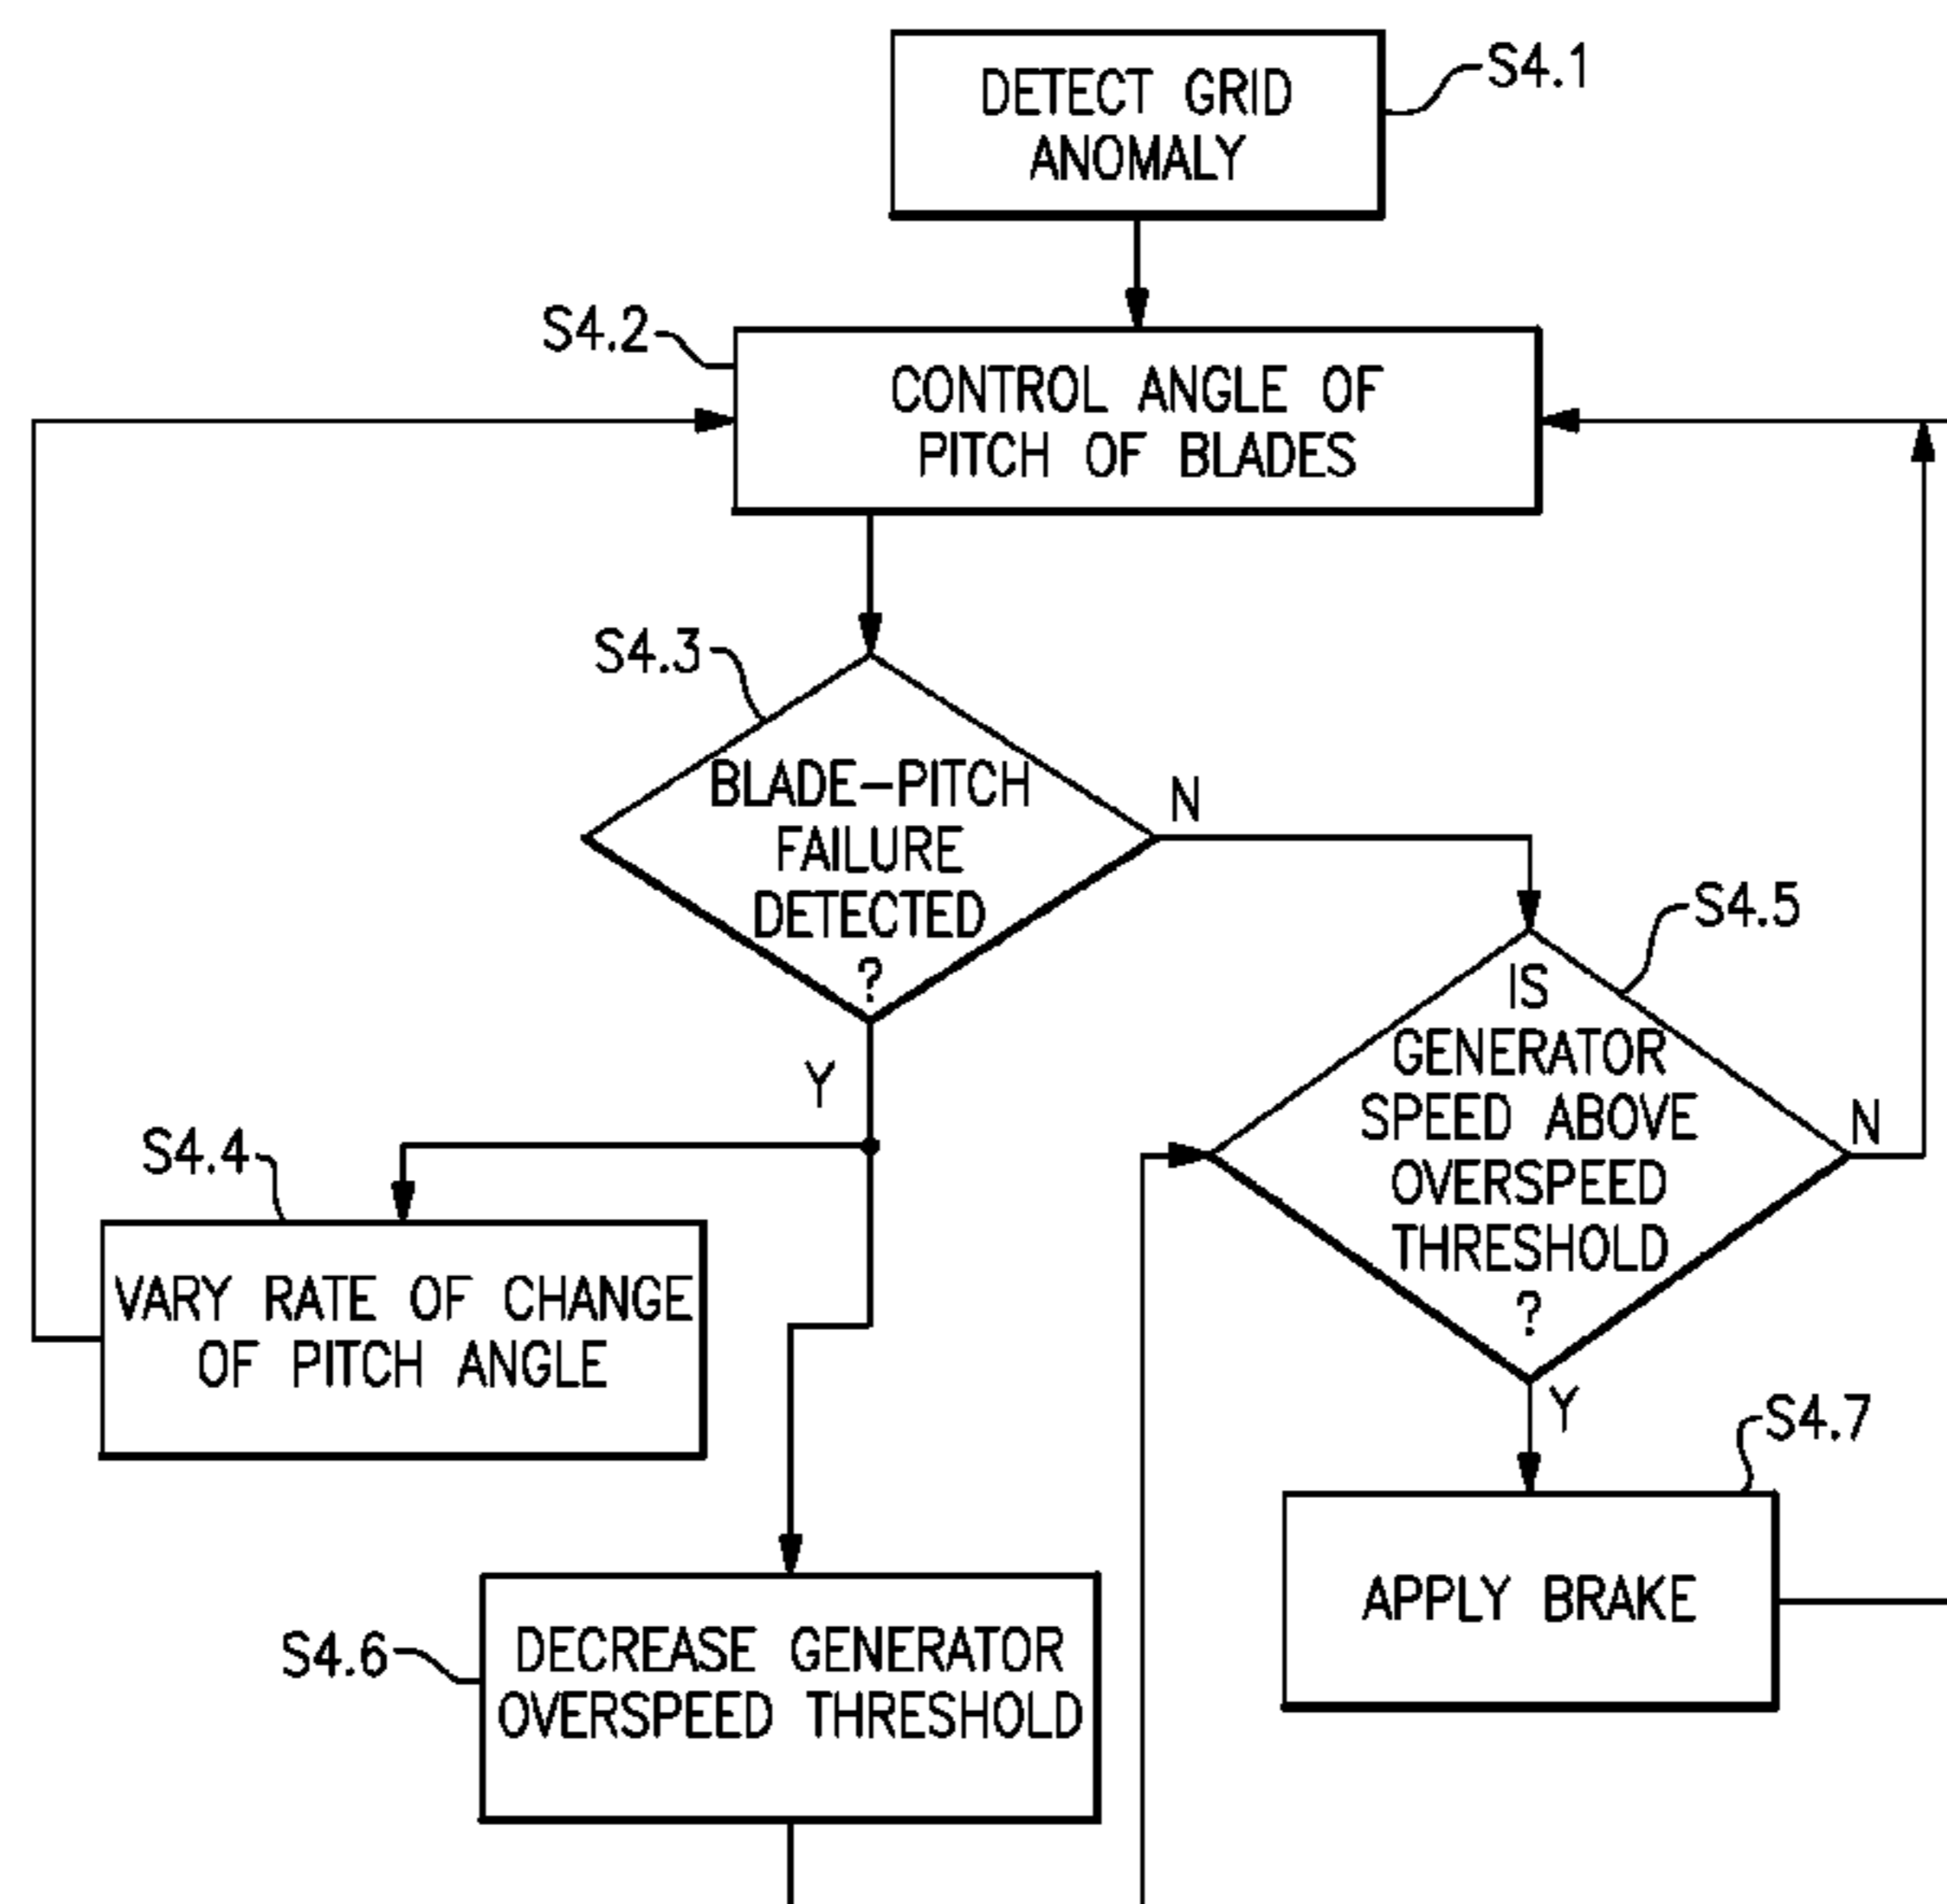 DETECT GRID
ANOMALY
S4.1
S4.2
CONTROL ANGLE OF
PITCH OF BLADES
S4.3
BLADE-PITCH
FAILURE
DETECTED
?
N
Y
S4.5
IS
GENERATOR
SPEED ABOVE
OVERSPEED
THRESHOLD
?
N
Y
S4.4
VARY RATE OF CHANGE
OF PITCH ANGLE
S4.7
APPLY BRAKE
S4.6
DECREASE GENERATOR
OVERSPEED THRESHOLD